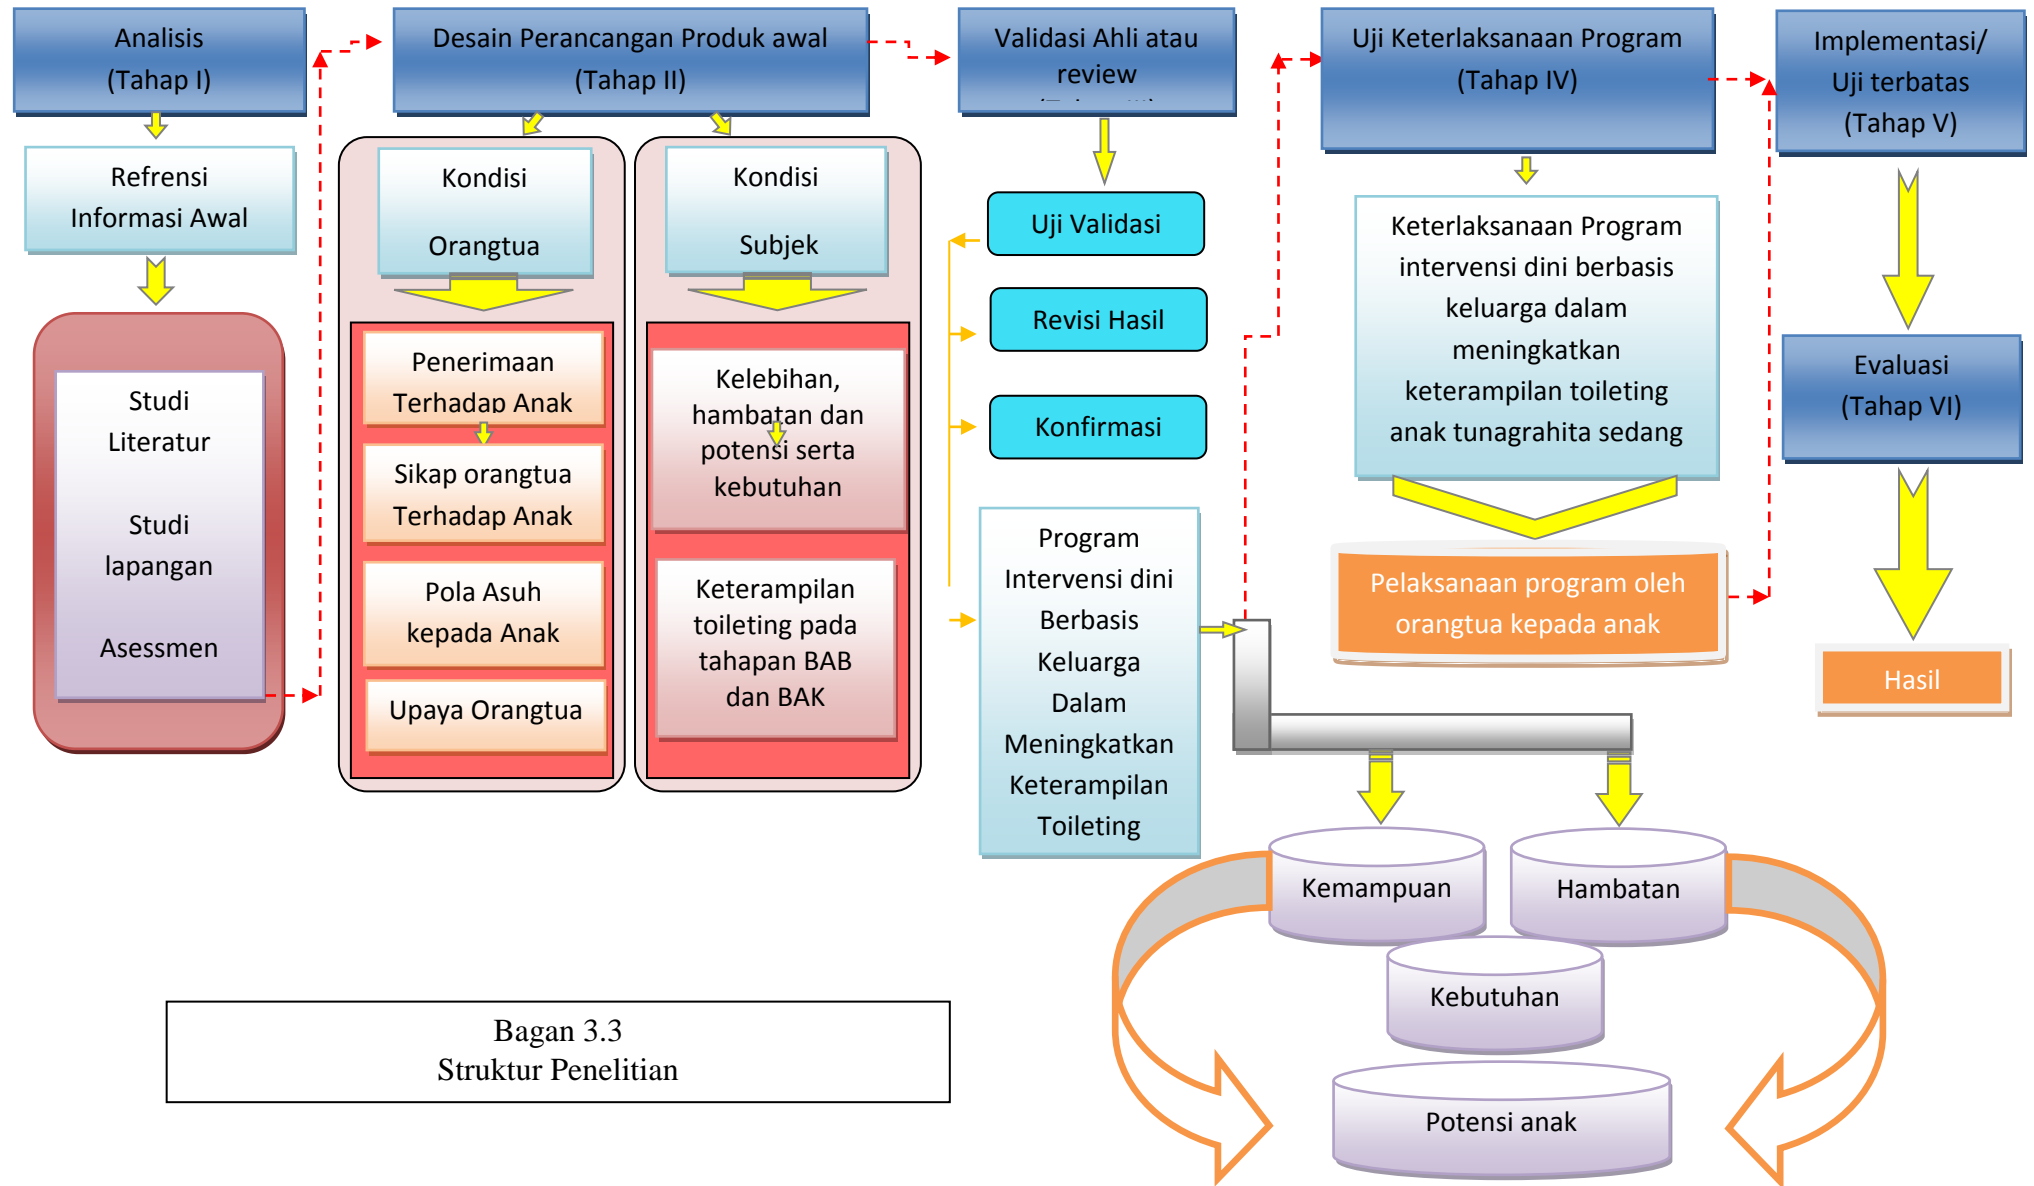 Analisis
(Tahap I)
Refrensi
Informasi Awal
Studi
Literatur
Studi
lapangan
Asessmen
Desain Perancangan Produk awal
(Tahap II)
Kondisi
Orangtua
Penerimaan
Terhadap Anak
Sikap orangtua
Terhadap Anak
Pola Asuh
kepada Anak
Upaya Orangtua
Kondisi
Subjek
Kelebihan,
hambatan dan
potensi serta
kebutuhan
Keterampilan
toileting pada
tahapan BAB
dan BAK
Validasi Ahli atau
review
Uji Validasi
Revisi Hasil
Konfirmasi
Program
Intervensi dini
Berbasis
Keluarga
Dalam
Meningkatkan
Keterampilan
Toileting
Uji Keterlaksanaan Program
(Tahap IV)
Keterlaksanaan Program
intervensi dini berbasis
keluarga dalam
meningkatkan
keterampilan toileting
anak tunagrahita sedang
Pelaksanaan program oleh
orangtua kepada anak
Implementasi/
Uji terbatas
(Tahap V)
Evaluasi
(Tahap VI)
Hasil
Kemampuan
Hambatan
Kebutuhan
Potensi anak
Bagan 3.3
Struktur Penelitian